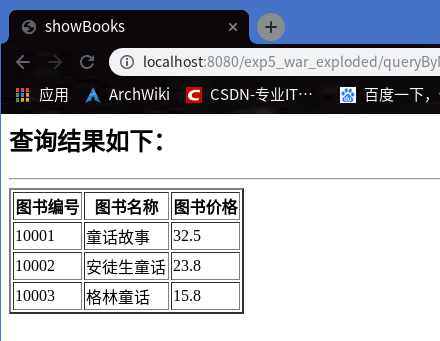 showBooks
localhost:8080/exp5_war_exploded/queryBy
应用 ArchWiki CSDN-专业IT… 百度一下,
查询结果如下：
图书编号 图书名称 图书价格
10001 童话故事 32.5
10002 安徒生童话 23.8
10003 格林童话 15.8